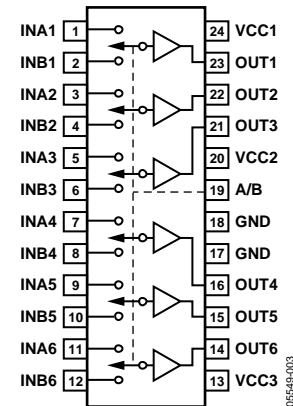 INA1 1 24 VCC1
INB1 2 23 OUT1
INA2 3 22 OUT2
INB2 4 21 OUT3
INA3 5 20 VCC2
INB3 6 19 A/B
INA4 7 18 GND
INB4 8 17 GND
INA5 9 16 OUT4
INB5 10 15 OUT5
INA6 11 14 OUT6
INB6 12 13 VCC3
05549-003